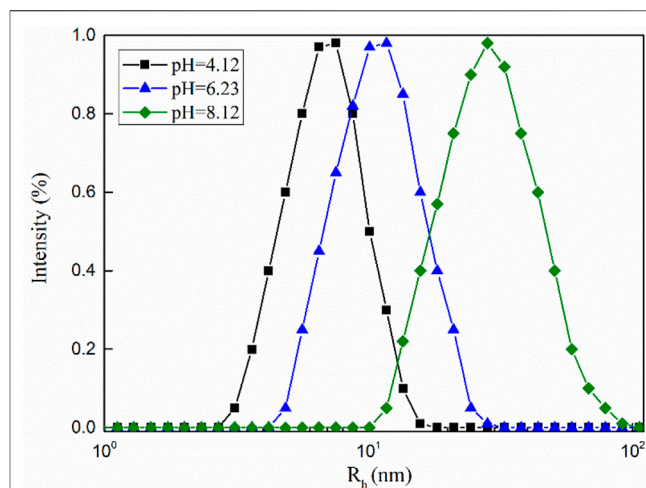 1.0
0.8
0.6
0.4
0.2
0.0
Intensity (%)
pH=4.12
pH=6.23
pH=8.12
10⁰ 10¹ 10²
Rₕ (nm)